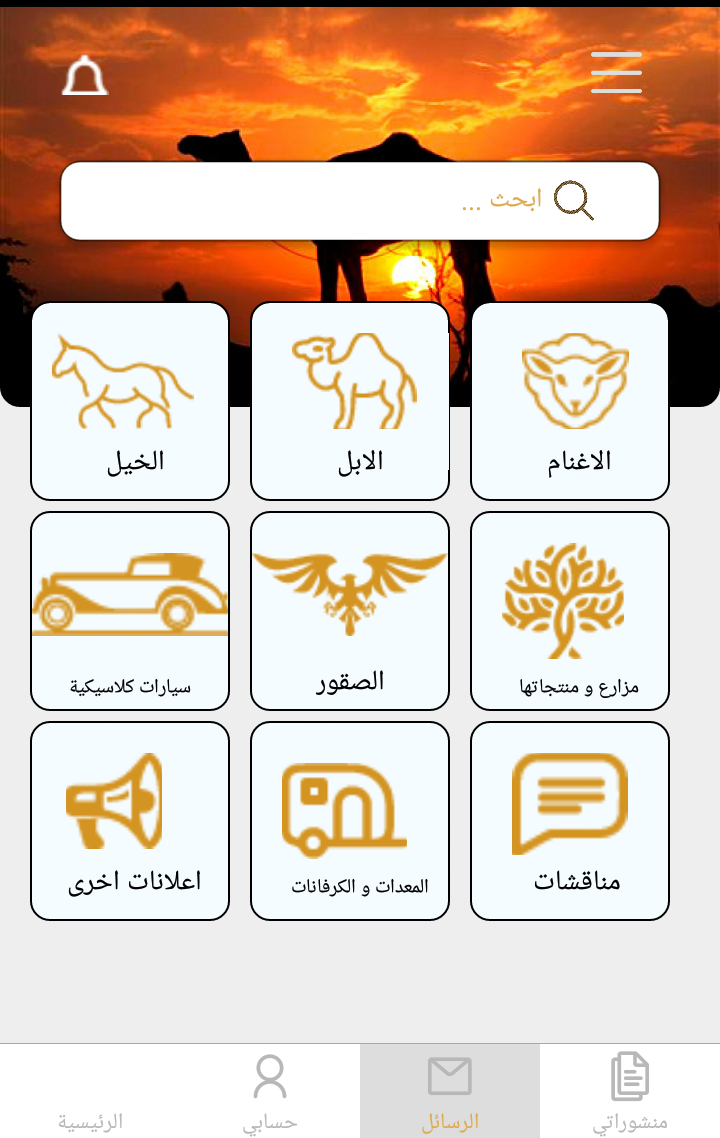 ابحث ...
الاغنام
الابل
الخيل
مزارع و منتجاتها
الصقور
سيارات كلاسيكية
مناقشات
المعدات و الكرفانات
اعلانات اخرى
منشوراتي
الرسائل
حسابي
الرئيسية